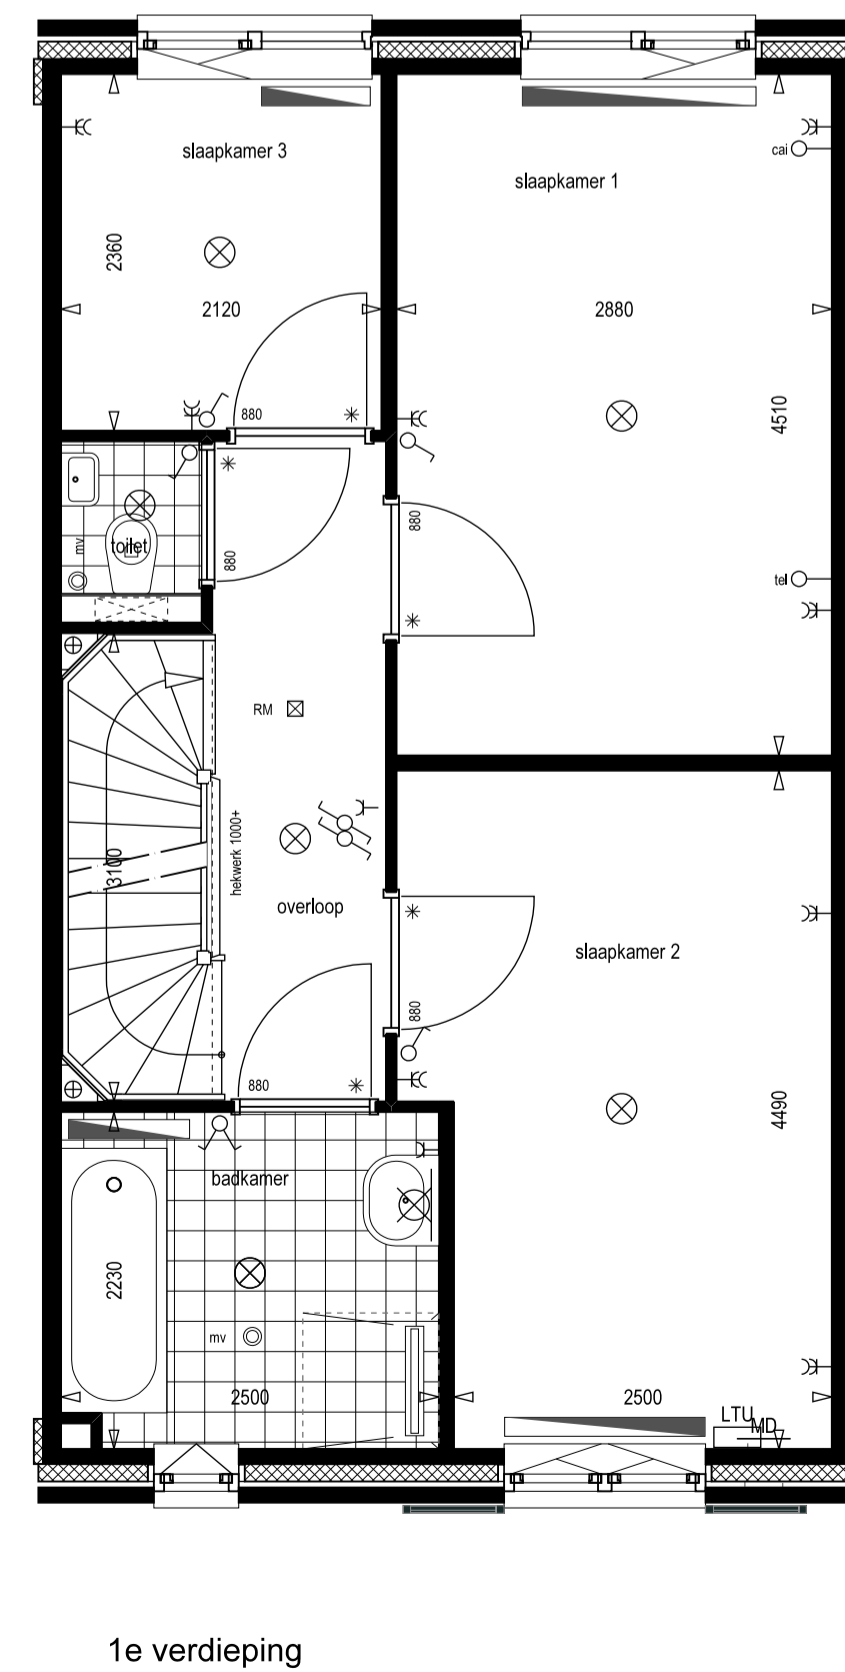 slaapkamer 3
slaapkamer 1
cai
2360
2120
2880
4510
880
880
880
toilet
mv
tel
RM
hekwerk 1000+
3100
overloop
slaapkamer 2
880
880
4490
badkamer
2230
mv
2500
2500
LTU
MD
1e verdieping